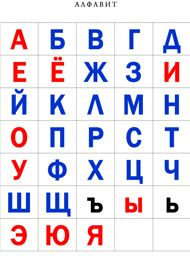 АЛФАВИТ
А Б В Г Д
Е Ё Ж З И
Й К Л М Н
О П Р С Т
У Ф Х Ц Ч
Ш Щ ъ ы ь
Э Ю Я